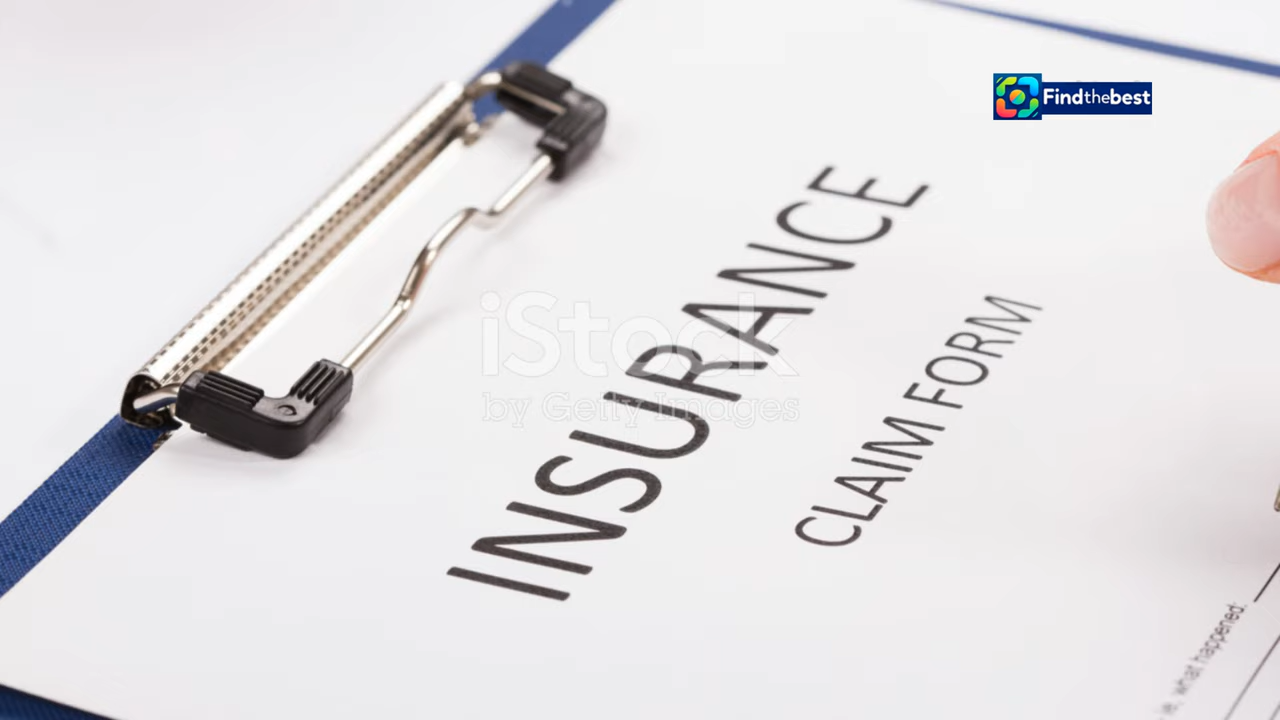 Findthebest
INSURANCE
CLAIM FORM
iStock
by Getty Images
what happened: